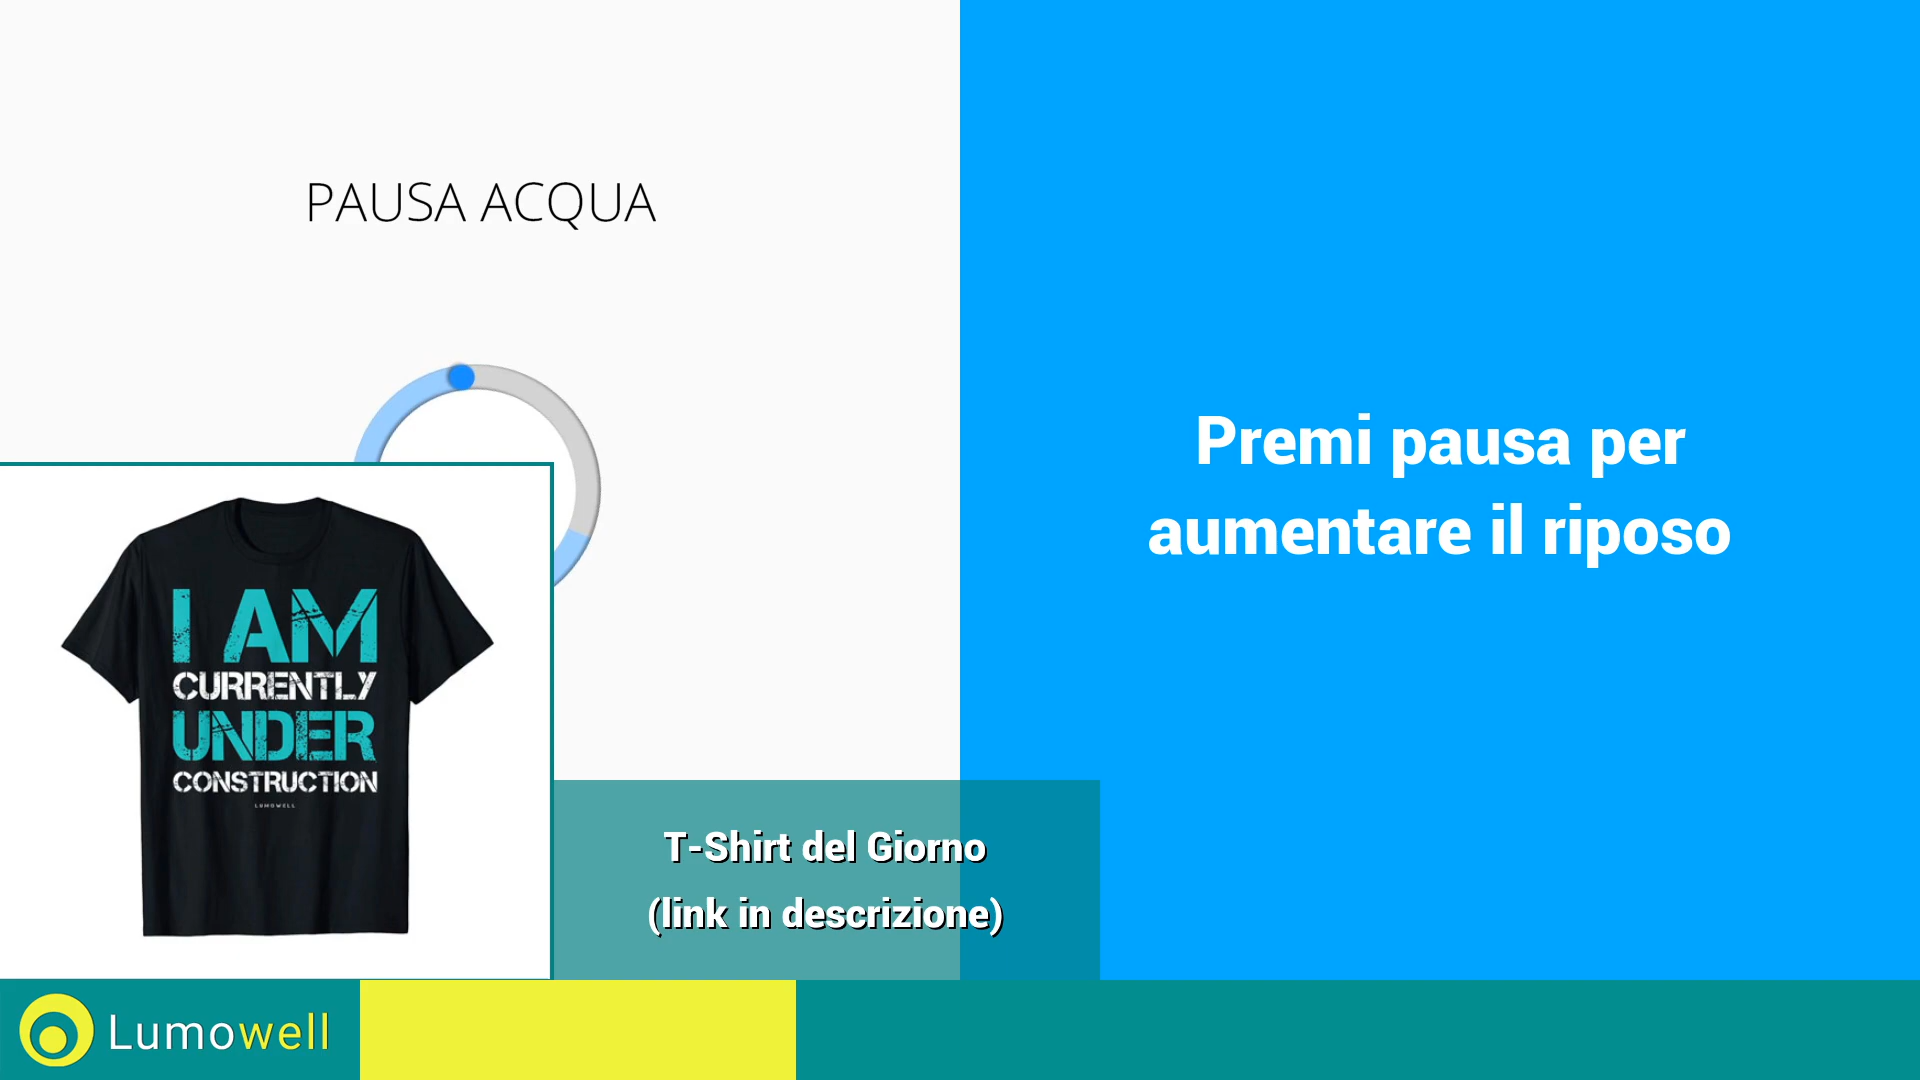 PAUSA ACQUA
Premi pausa per
aumentare il riposo
I AM
CURRENTLY
UNDER
CONSTRUCTION
LUMOWELL
T-Shirt del Giorno
(link in descrizione)
Lumowell